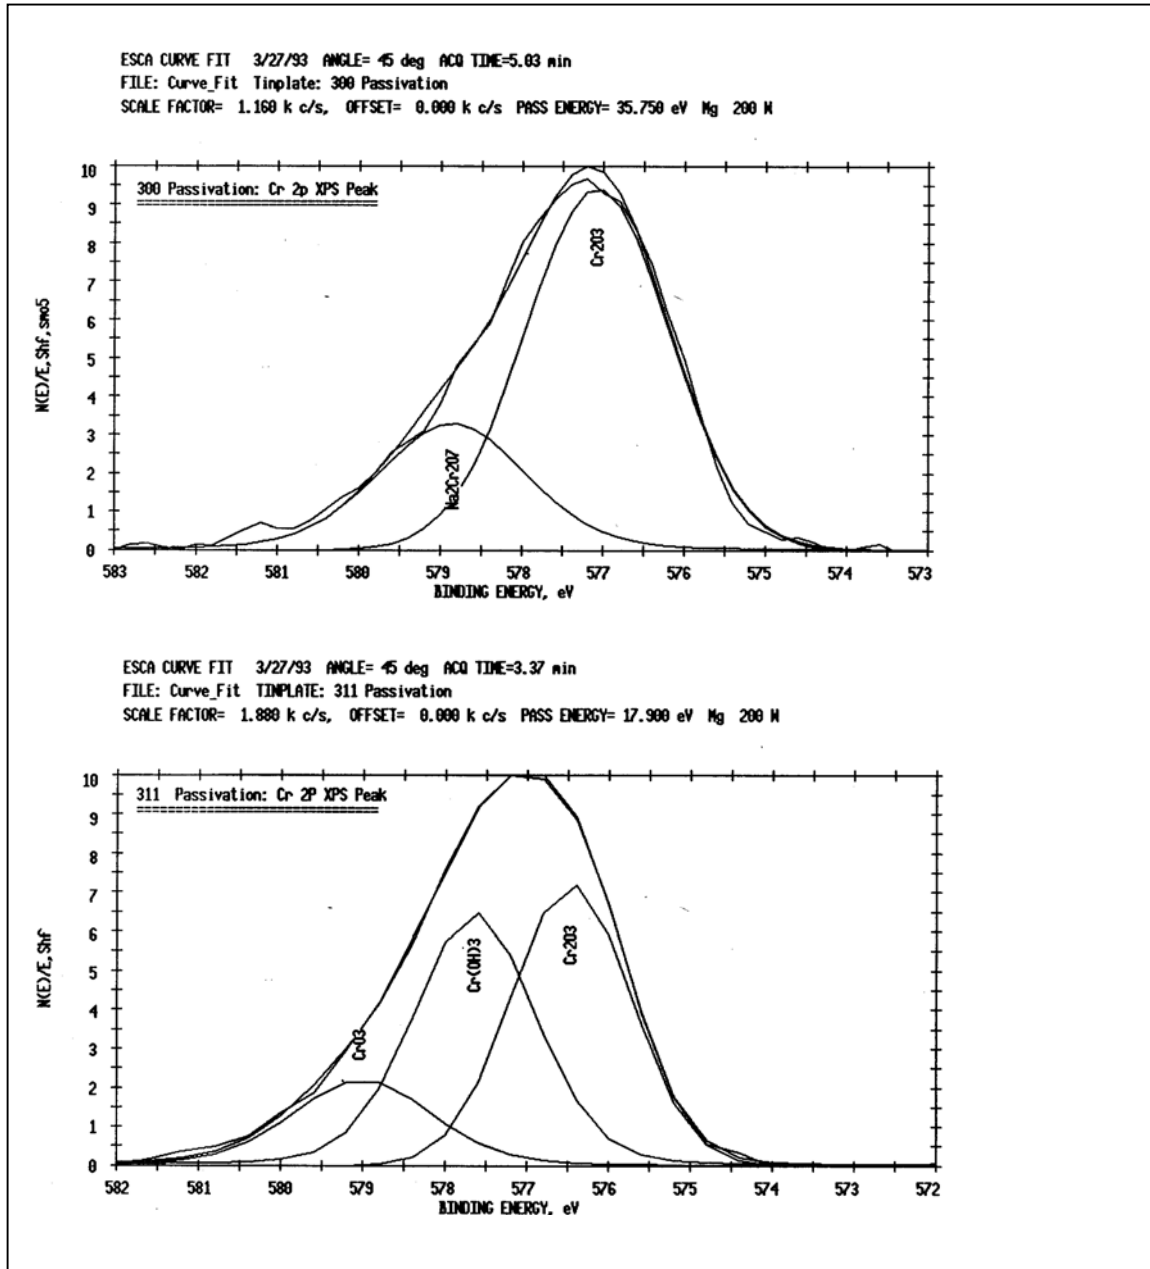 ESCA CURVE FIT 3/27/93 ANGLE= 45 deg ACQ TIME=5.03 min
FILE: Curve_Fit Tinplate: 300 Passivation
SCALE FACTOR= 1.160 k c/s, OFFSET= 0.000 k c/s PASS ENERGY= 35.750 eV Mg 200 W
300 Passivation: Cr 2p XPS Peak
N(E)/E,Shf,smo5
10
9
8
7
6
5
4
3
2
1
0
Cr2O3
Na2Cr2O7
583 582 581 580 579 578 577 576 575 574 573
BINDING ENERGY, eV
ESCA CURVE FIT 3/27/93 ANGLE= 45 deg ACQ TIME=3.37 min
FILE: Curve_Fit TINPLATE: 311 Passivation
SCALE FACTOR= 1.880 k c/s, OFFSET= 0.000 k c/s PASS ENERGY= 17.900 eV Mg 200 W
311 Passivation: Cr 2P XPS Peak
N(E)/E,Shf
10
9
8
7
6
5
4
3
2
1
0
CrO3
Cr(OH)3
Cr2O3
582 581 580 579 578 577 576 575 574 573 572
BINDING ENERGY, eV